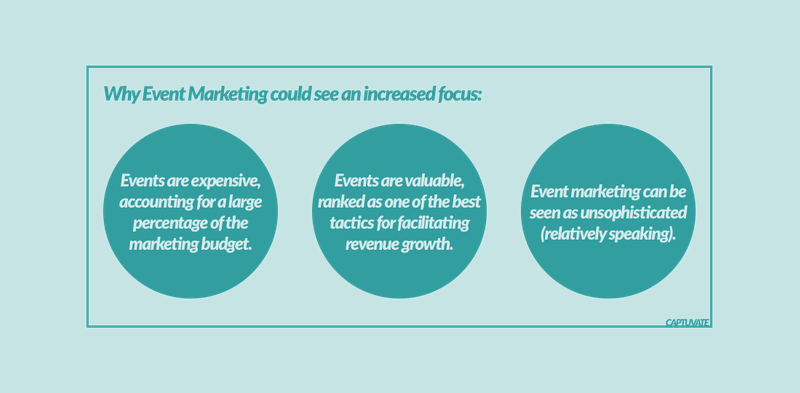 Why Event Marketing could see an increased focus:
Events are expensive,
accounting for a large
percentage of the
marketing budget.
Events are valuable,
ranked as one of the best
tactics for facilitating
revenue growth.
Event marketing can be
seen as unsophisticated
(relatively speaking).
CAPTUVATE